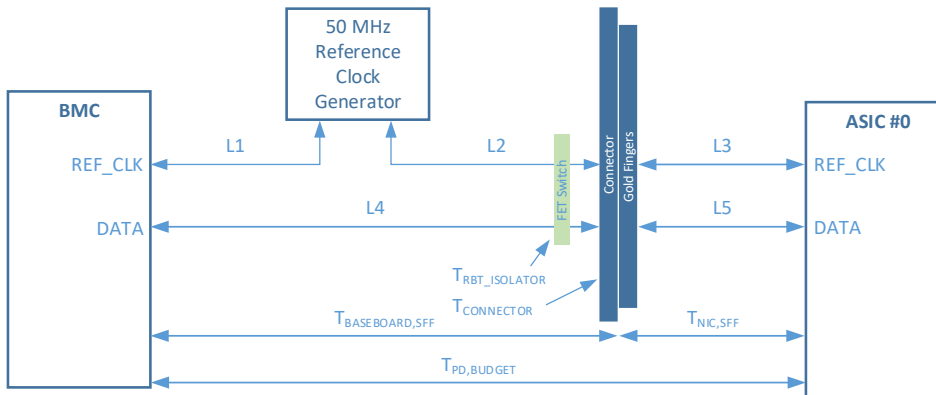 50 MHz
Reference
Clock
Generator
BMC
ASIC #0
L1
L2
L3
REF_CLK
REF_CLK
L4
L5
DATA
DATA
FET Switch
Connector
Gold Fingers
TRBT_ISOLATOR
TCONNECTOR
TBASEBOARD,SFF
TNIC,SFF
TPD,BUDGET